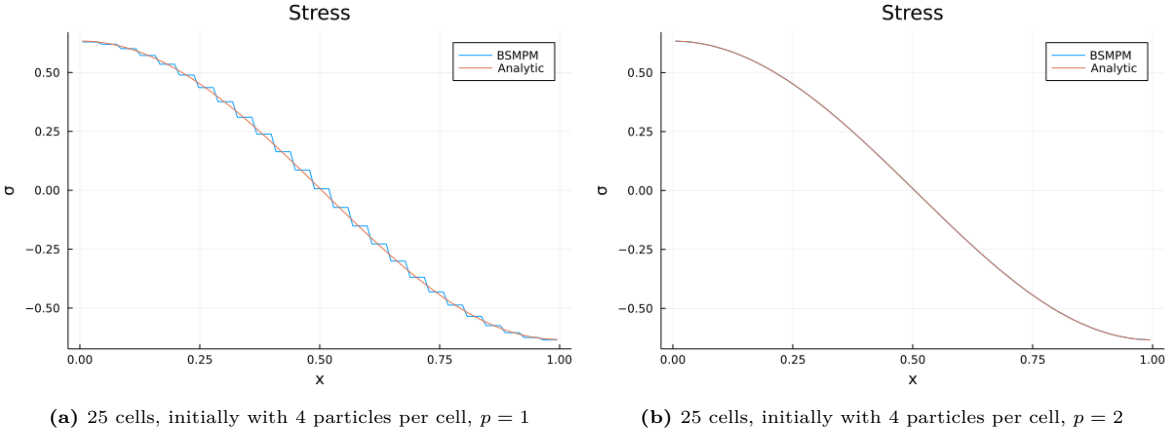 Stress
BSMPM
Analytic
0.50
0.25
0.00
−0.25
−0.50
σ
0.00
0.25
0.50
0.75
1.00
x
(a) 25 cells, initially with 4 particles per cell, p = 1
Stress
BSMPM
Analytic
0.50
0.25
0.00
−0.25
−0.50
σ
0.00
0.25
0.50
0.75
1.00
x
(b) 25 cells, initially with 4 particles per cell, p = 2